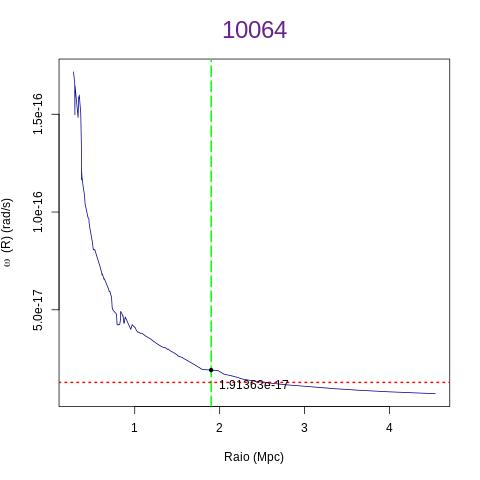 10064
ω (R) (rad/s)
1.5e-16
1.0e-16
5.0e-17
1.91363e-17
1 2 3 4
Raio (Mpc)